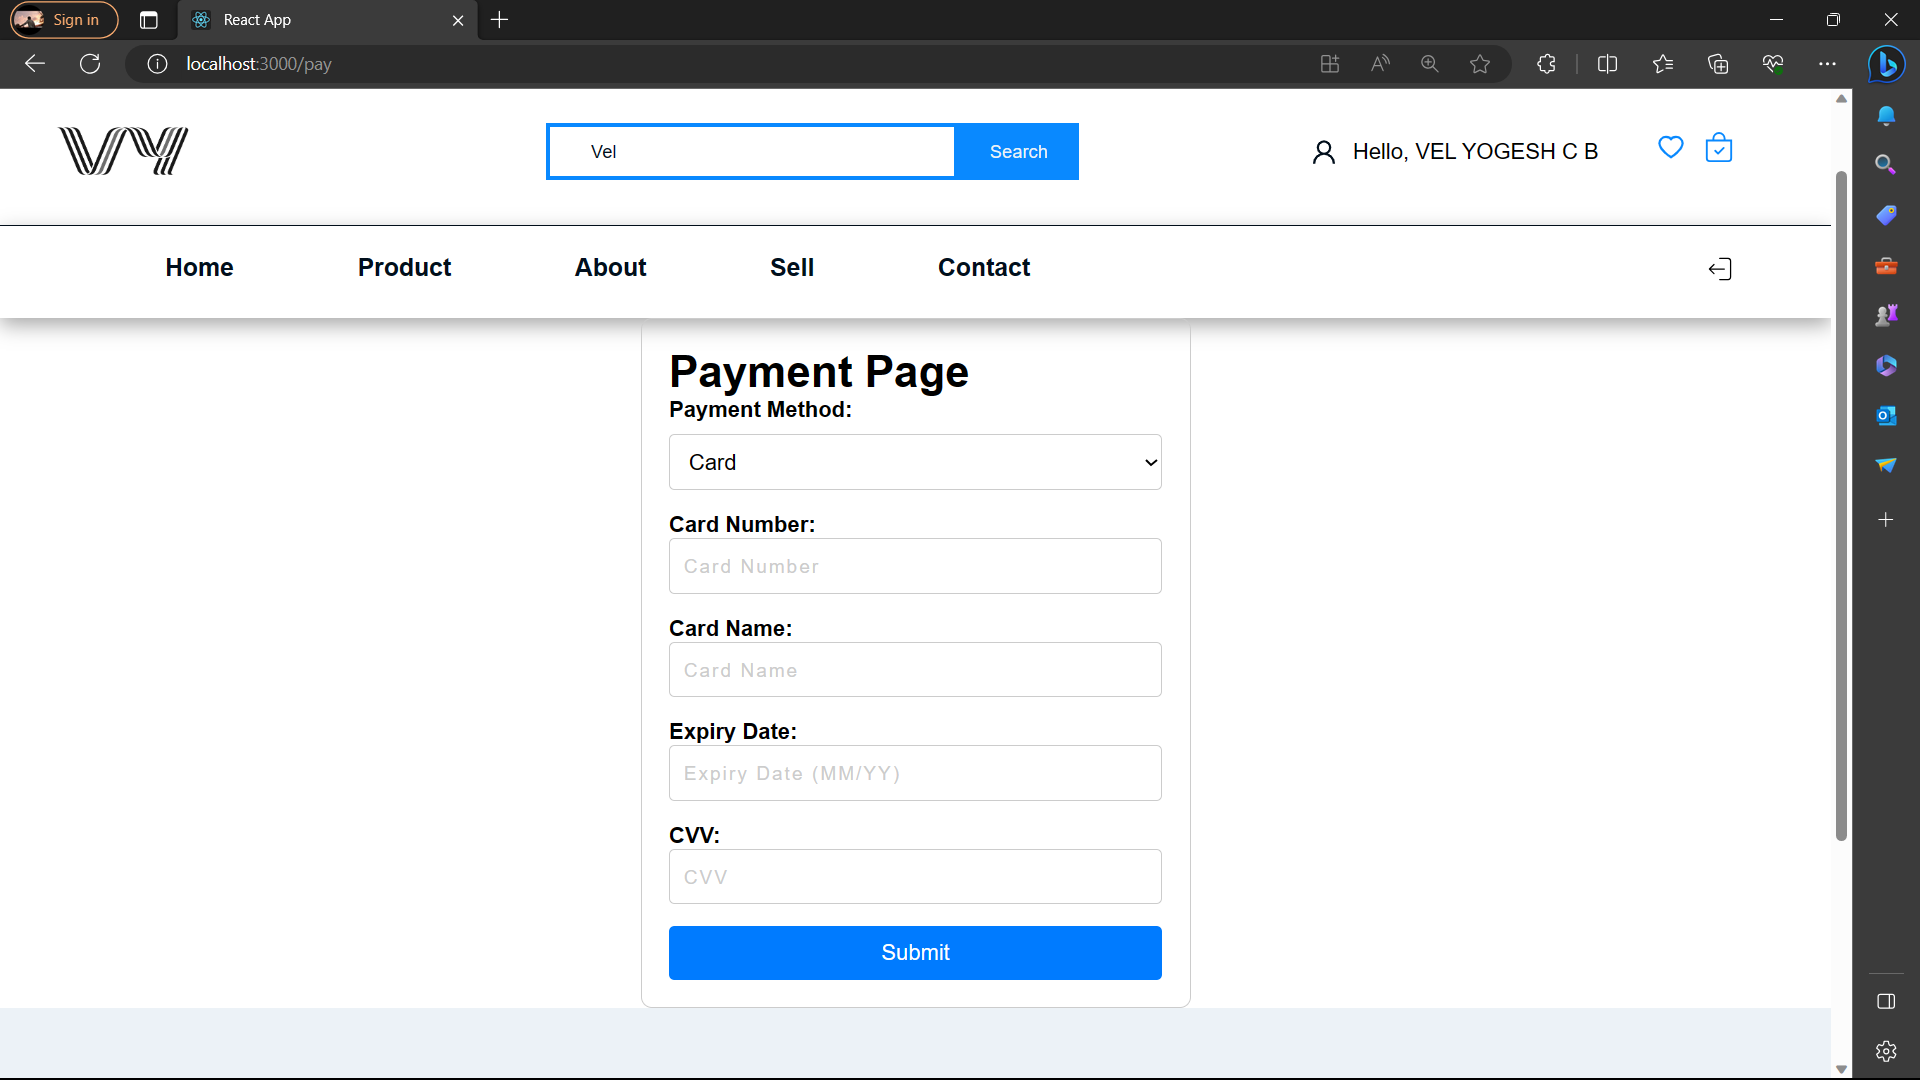 Sign in
React App
localhost:3000/pay
VY
Vel
Search
Hello, VEL YOGESH C B
Home
Product
About
Sell
Contact
Payment Page
Payment Method:
Card
Card Number:
Card Number
Card Name:
Card Name
Expiry Date:
Expiry Date (MM/YY)
CVV:
CVV
Submit